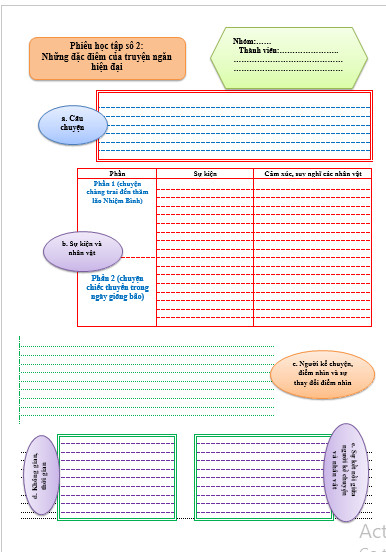 Phiếu học tập số 2:
Những đặc điểm của truyện ngắn
hiện đại
Nhóm:......
Thành viên:........................
a. Câu
chuyện
Phần
Sự kiện
Cảm xúc, suy nghĩ các nhân vật
Phần 1 (chuyện
chàng trai đến thăm
lão Nhiệm Bình)
b. Sự kiện và
nhân vật
Phần 2 (chuyện
chiếc thuyền trong
ngày giông bão)
c. Người kể chuyện,
điểm nhìn và sự
thay đổi điểm nhìn
d. Không gian,
thời gian
e. Sự kết nối giữa
người kể chuyện
và nhân vật
Act